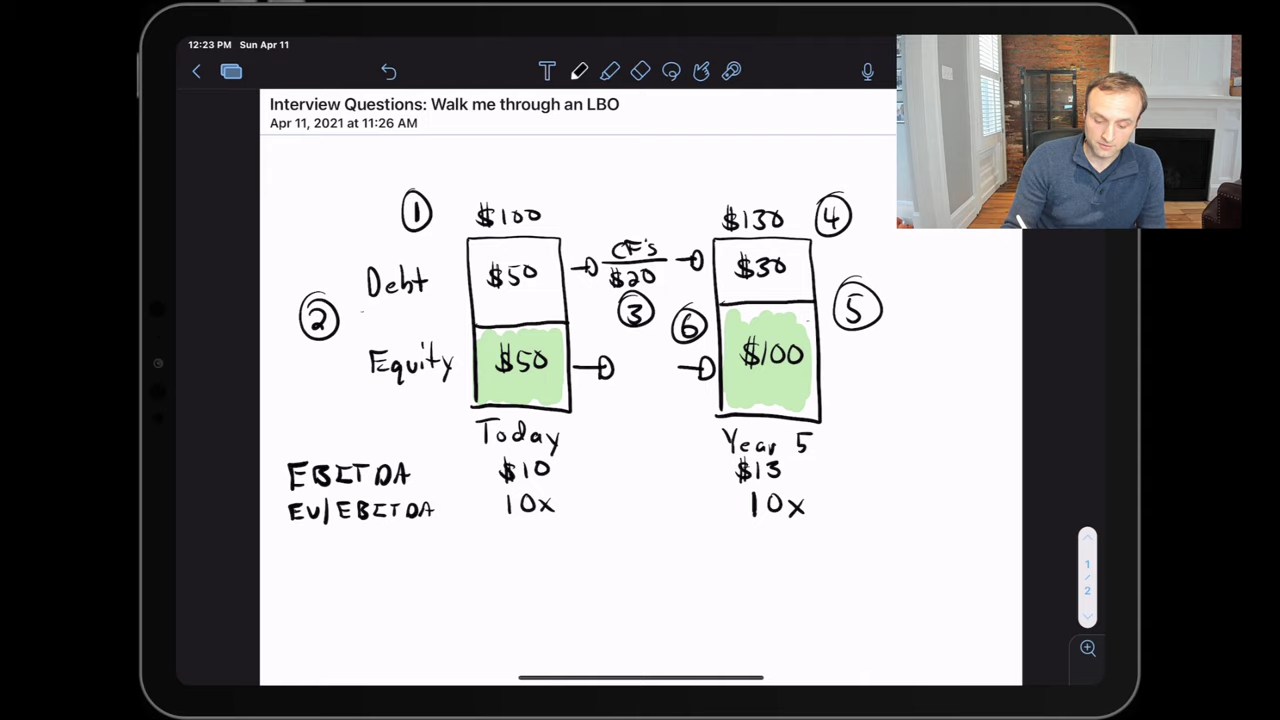 12:23 PM Sun Apr 11
Interview Questions: Walk me through an LBO
Apr 11, 2021 at 11:26 AM
① $100 $130 ④
Debt $50 CF's $30
$20
② ③ ⑥ ⑤
Equity $50 $100
Today Year 5
EBITDA $10 $13
EV/EBITDA 10x 10x
1
/
2